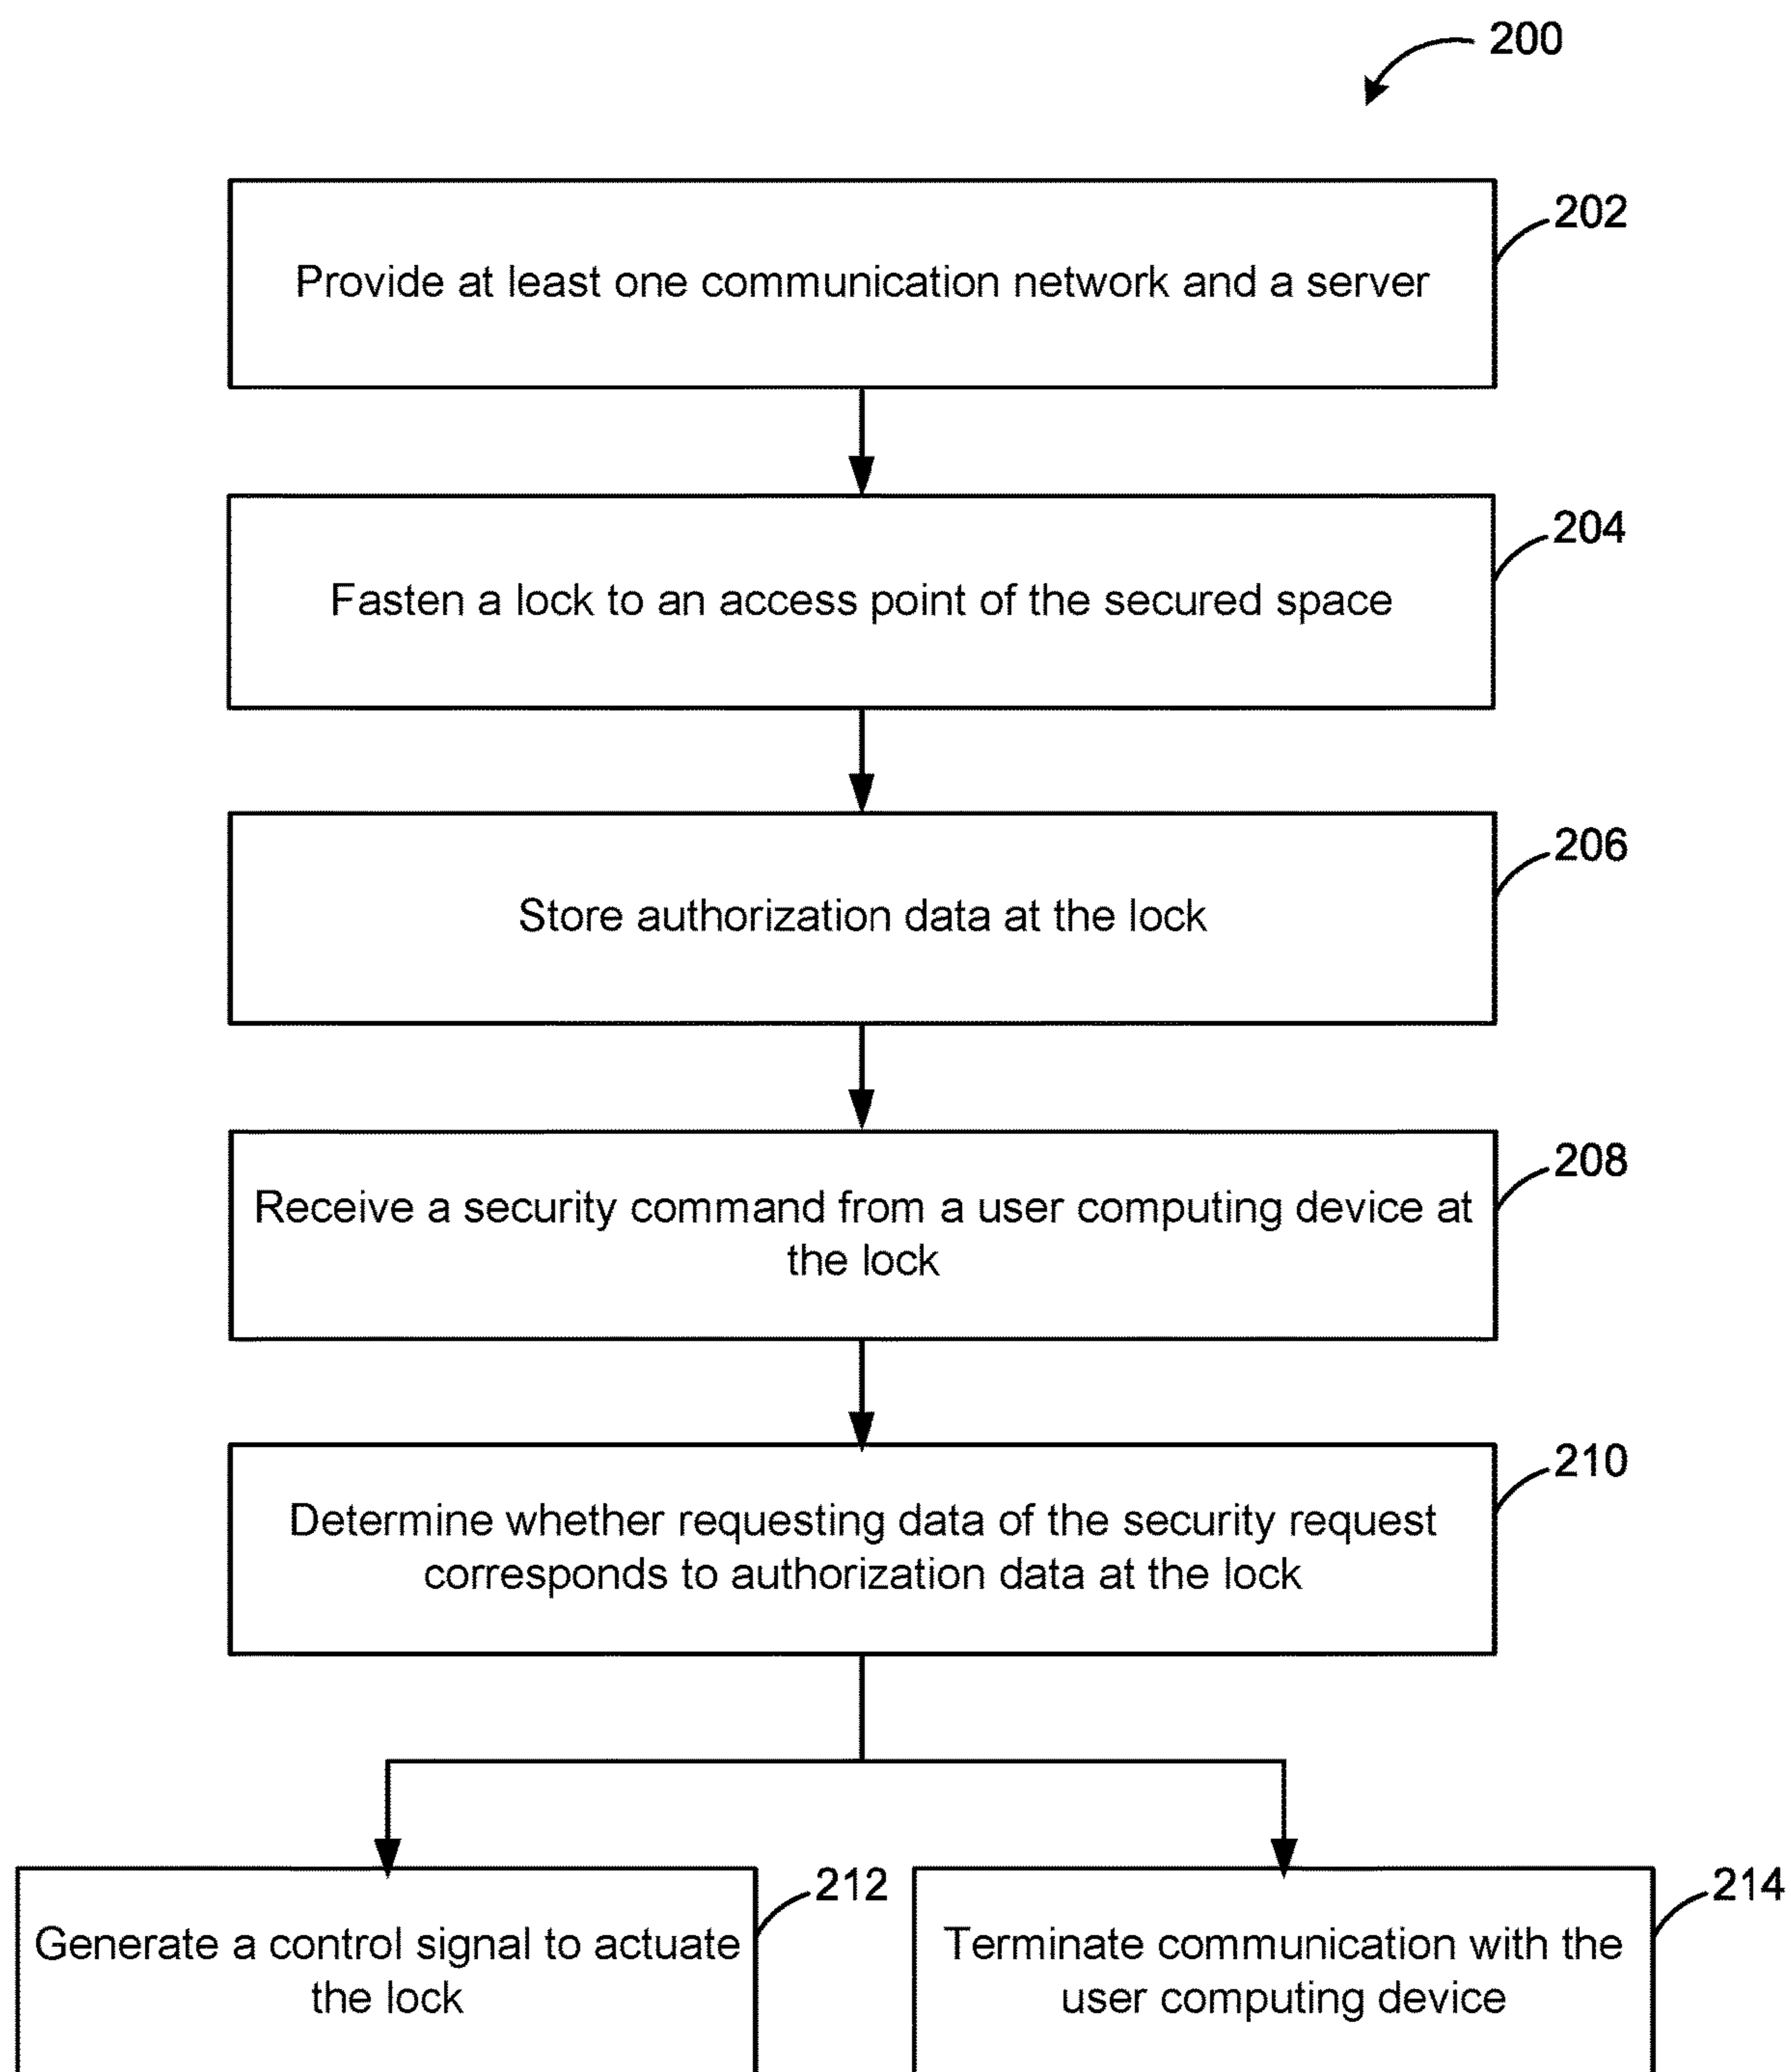 200
202
Provide at least one communication network and a server
204
Fasten a lock to an access point of the secured space
206
Store authorization data at the lock
208
Receive a security command from a user computing device at
the lock
210
Determine whether requesting data of the security request
corresponds to authorization data at the lock
212
Generate a control signal to actuate
the lock
214
Terminate communication with the
user computing device